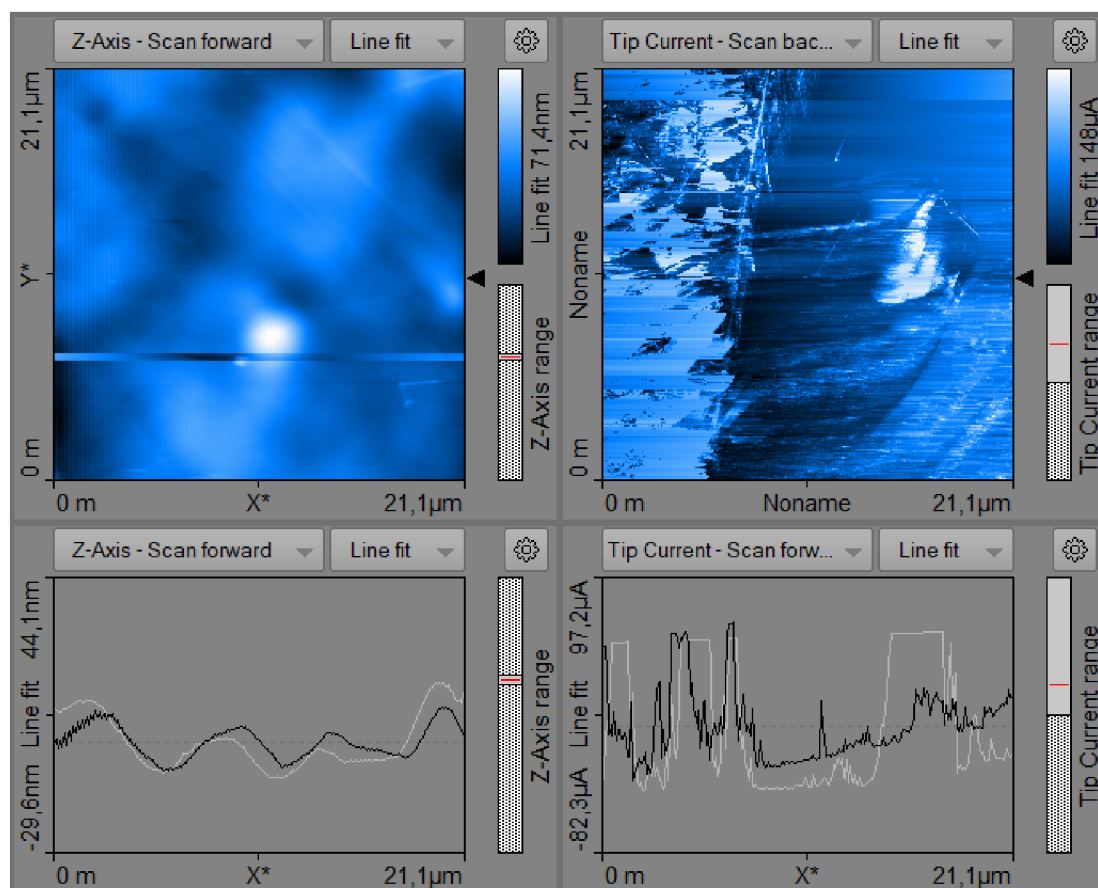 Z-Axis - Scan forward
Line fit
21,1µm
Y*
0 m
0 m
X*
21,1µm
Line fit 71,4nm
Z-Axis range
Tip Current - Scan bac...
Line fit
21,1µm
Noname
0 m
0 m
Noname
21,1µm
Line fit 148µA
Tip Current range
Z-Axis - Scan forward
Line fit
44,1nm
Line fit
-29,6nm
0 m
X*
21,1µm
Z-Axis range
Tip Current - Scan forw...
Line fit
97,2µA
Line fit
-82,3µA
0 m
X*
21,1µm
Tip Current range